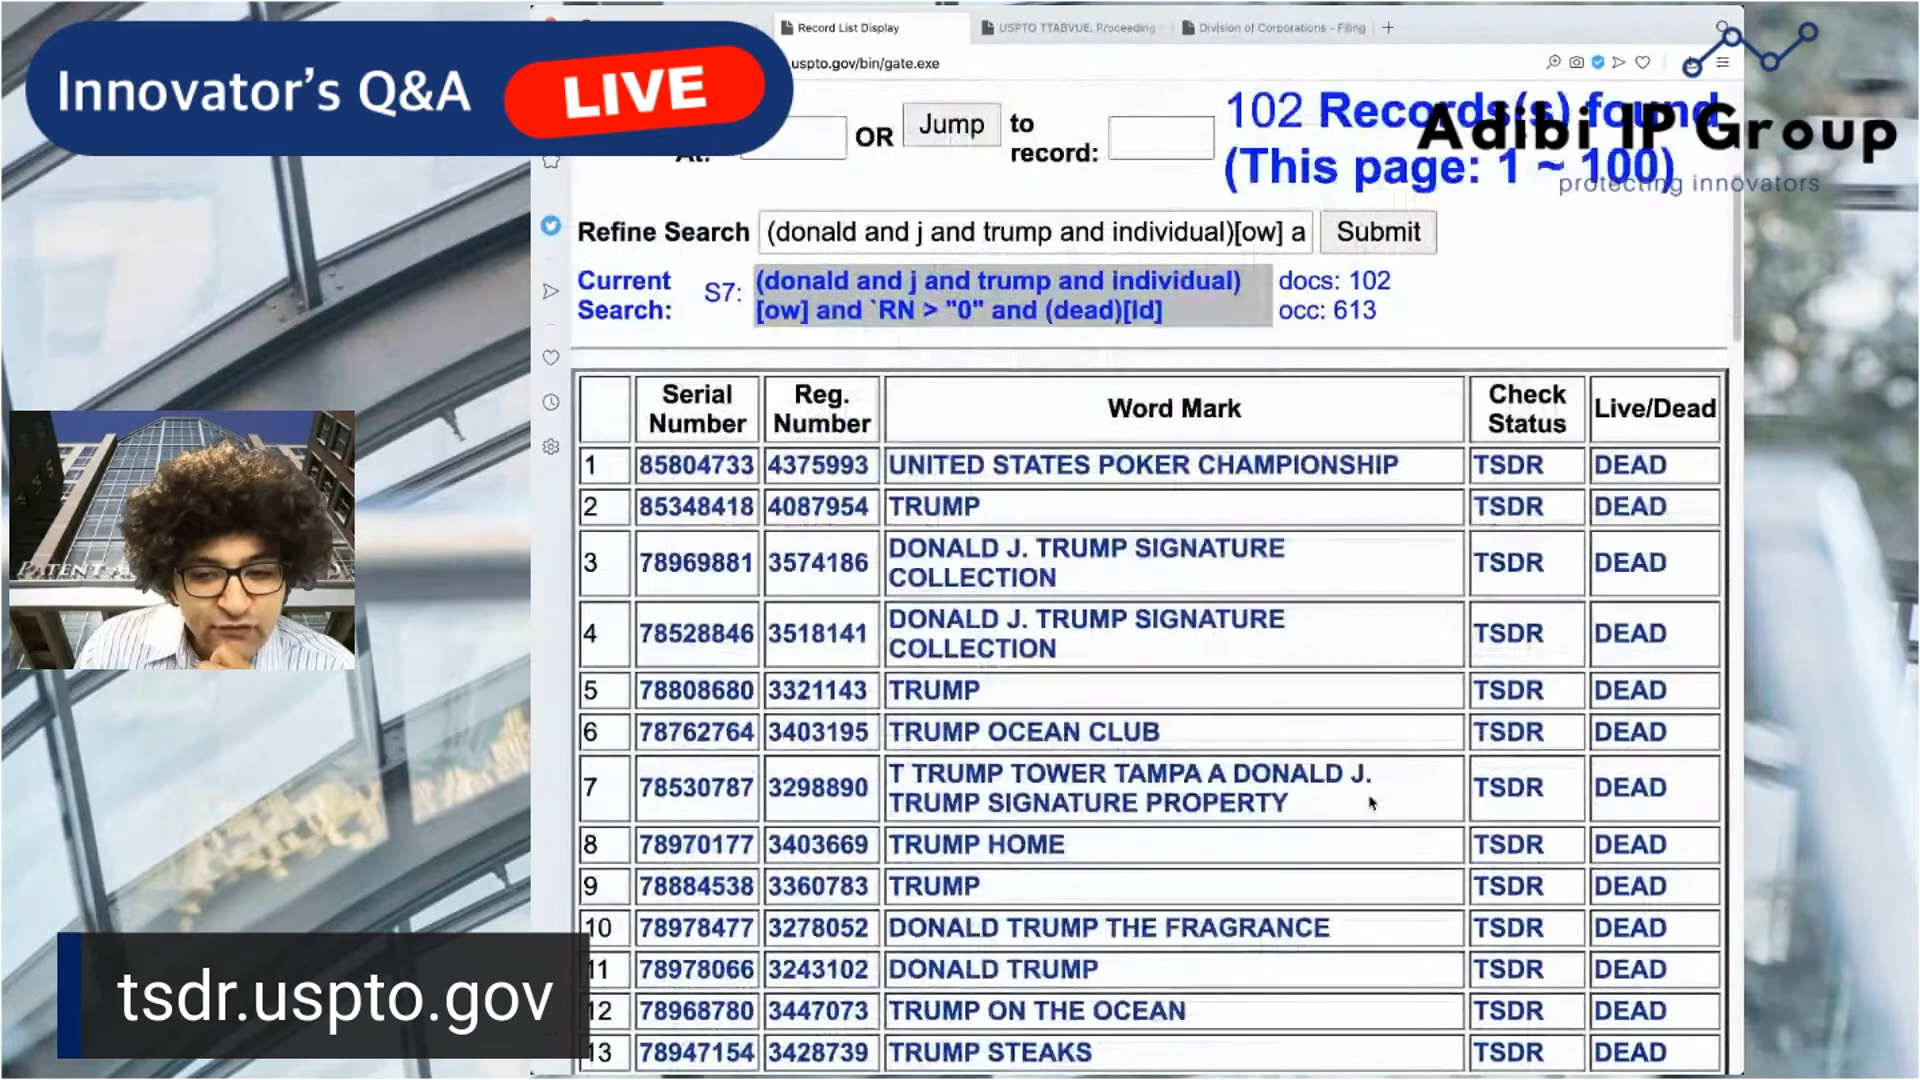 Record List Display
USPTO TTABVUE. Proceeding
Division of Corporations - Filing
Innovator's Q&A LIVE
uspto.gov/bin/gate.exe
At:
OR
Jump
to record:
102 Records(s) found
(This page: 1 ~ 100)
Adibi IP Group
protecting innovators
Refine Search (donald and j and trump and individual)[ow] a Submit
Current Search: S7: (donald and j and trump and individual)
[ow] and `RN > "0" and (dead)[ld]
docs: 102
occ: 613
Serial Number Reg. Number Word Mark Check Status Live/Dead
1 85804733 4375993 UNITED STATES POKER CHAMPIONSHIP TSDR DEAD
2 85348418 4087954 TRUMP TSDR DEAD
3 78969881 3574186 DONALD J. TRUMP SIGNATURE COLLECTION TSDR DEAD
4 78528846 3518141 DONALD J. TRUMP SIGNATURE COLLECTION TSDR DEAD
5 78808680 3321143 TRUMP TSDR DEAD
6 78762764 3403195 TRUMP OCEAN CLUB TSDR DEAD
7 78530787 3298890 T TRUMP TOWER TAMPA A DONALD J. TRUMP SIGNATURE PROPERTY TSDR DEAD
8 78970177 3403669 TRUMP HOME TSDR DEAD
9 78884538 3360783 TRUMP TSDR DEAD
10 78978477 3278052 DONALD TRUMP THE FRAGRANCE TSDR DEAD
11 78978066 3243102 DONALD TRUMP TSDR DEAD
12 78968780 3447073 TRUMP ON THE OCEAN TSDR DEAD
13 78947154 3428739 TRUMP STEAKS TSDR DEAD
tsdr.uspto.gov